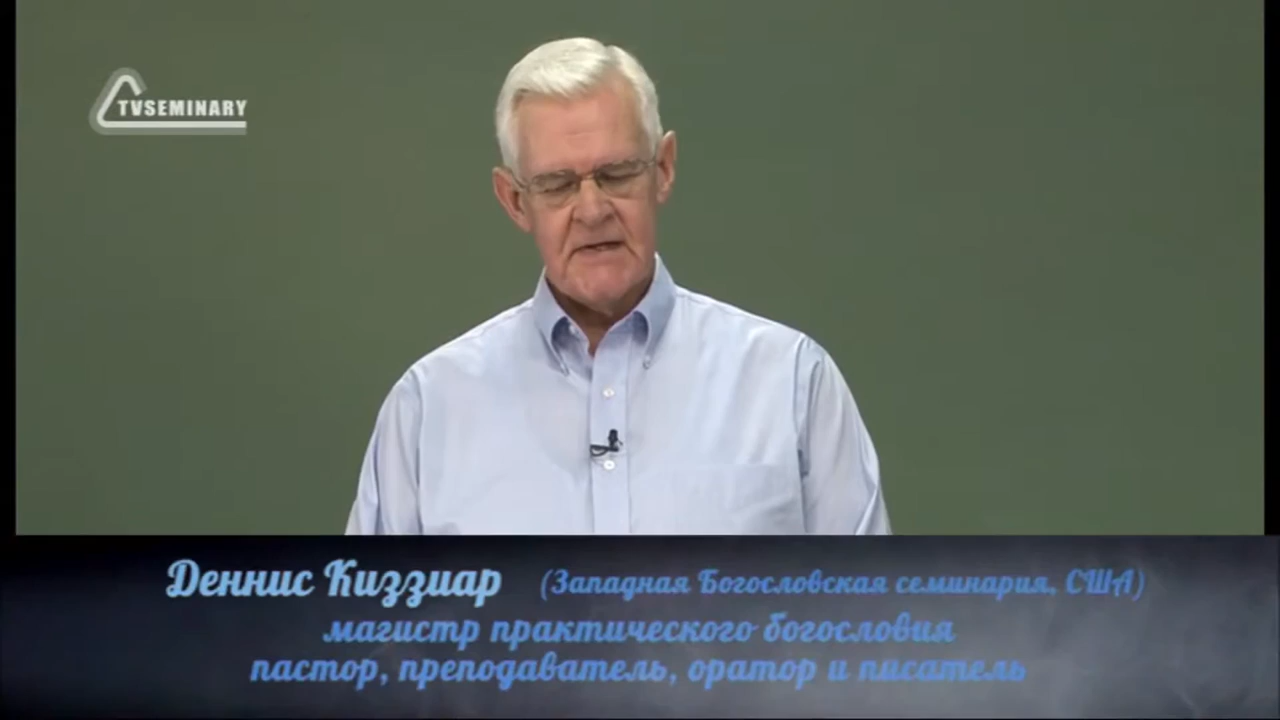 TVSEMINARY
Деннис Киззиар (Западная Богословская семинария, США)
магистр практического богословия
пастор, преподаватель, оратор и писатель